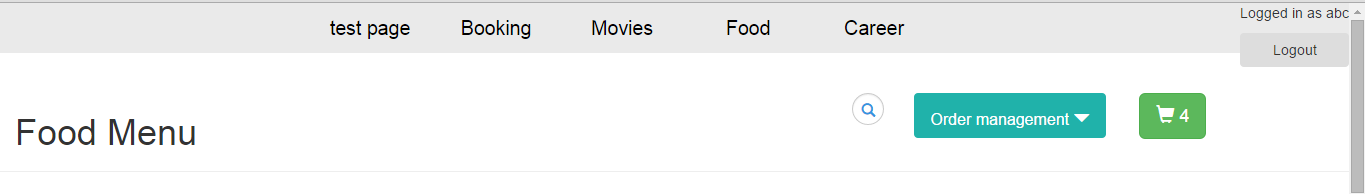 test page Booking Movies Food Career Logged in as abc
Logout
Food Menu Order management 4